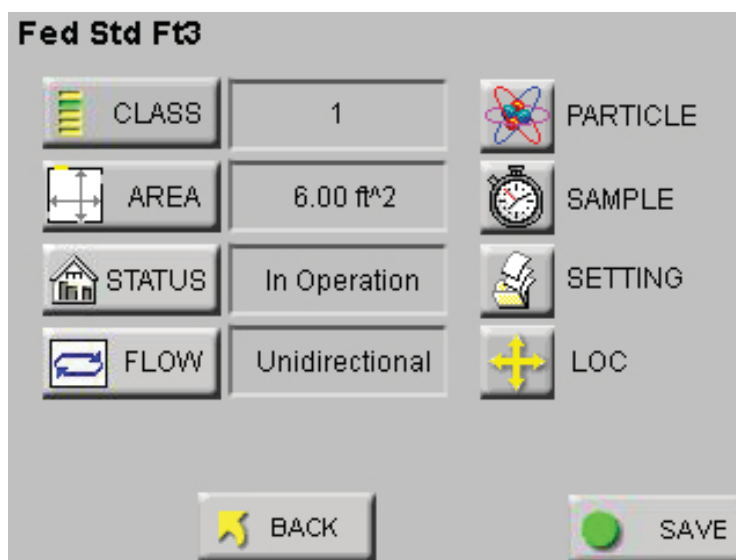 Fed Std Ft3
CLASS 1 PARTICLE
AREA 6.00 ft^2 SAMPLE
STATUS In Operation SETTING
FLOW Unidirectional LOC
BACK SAVE